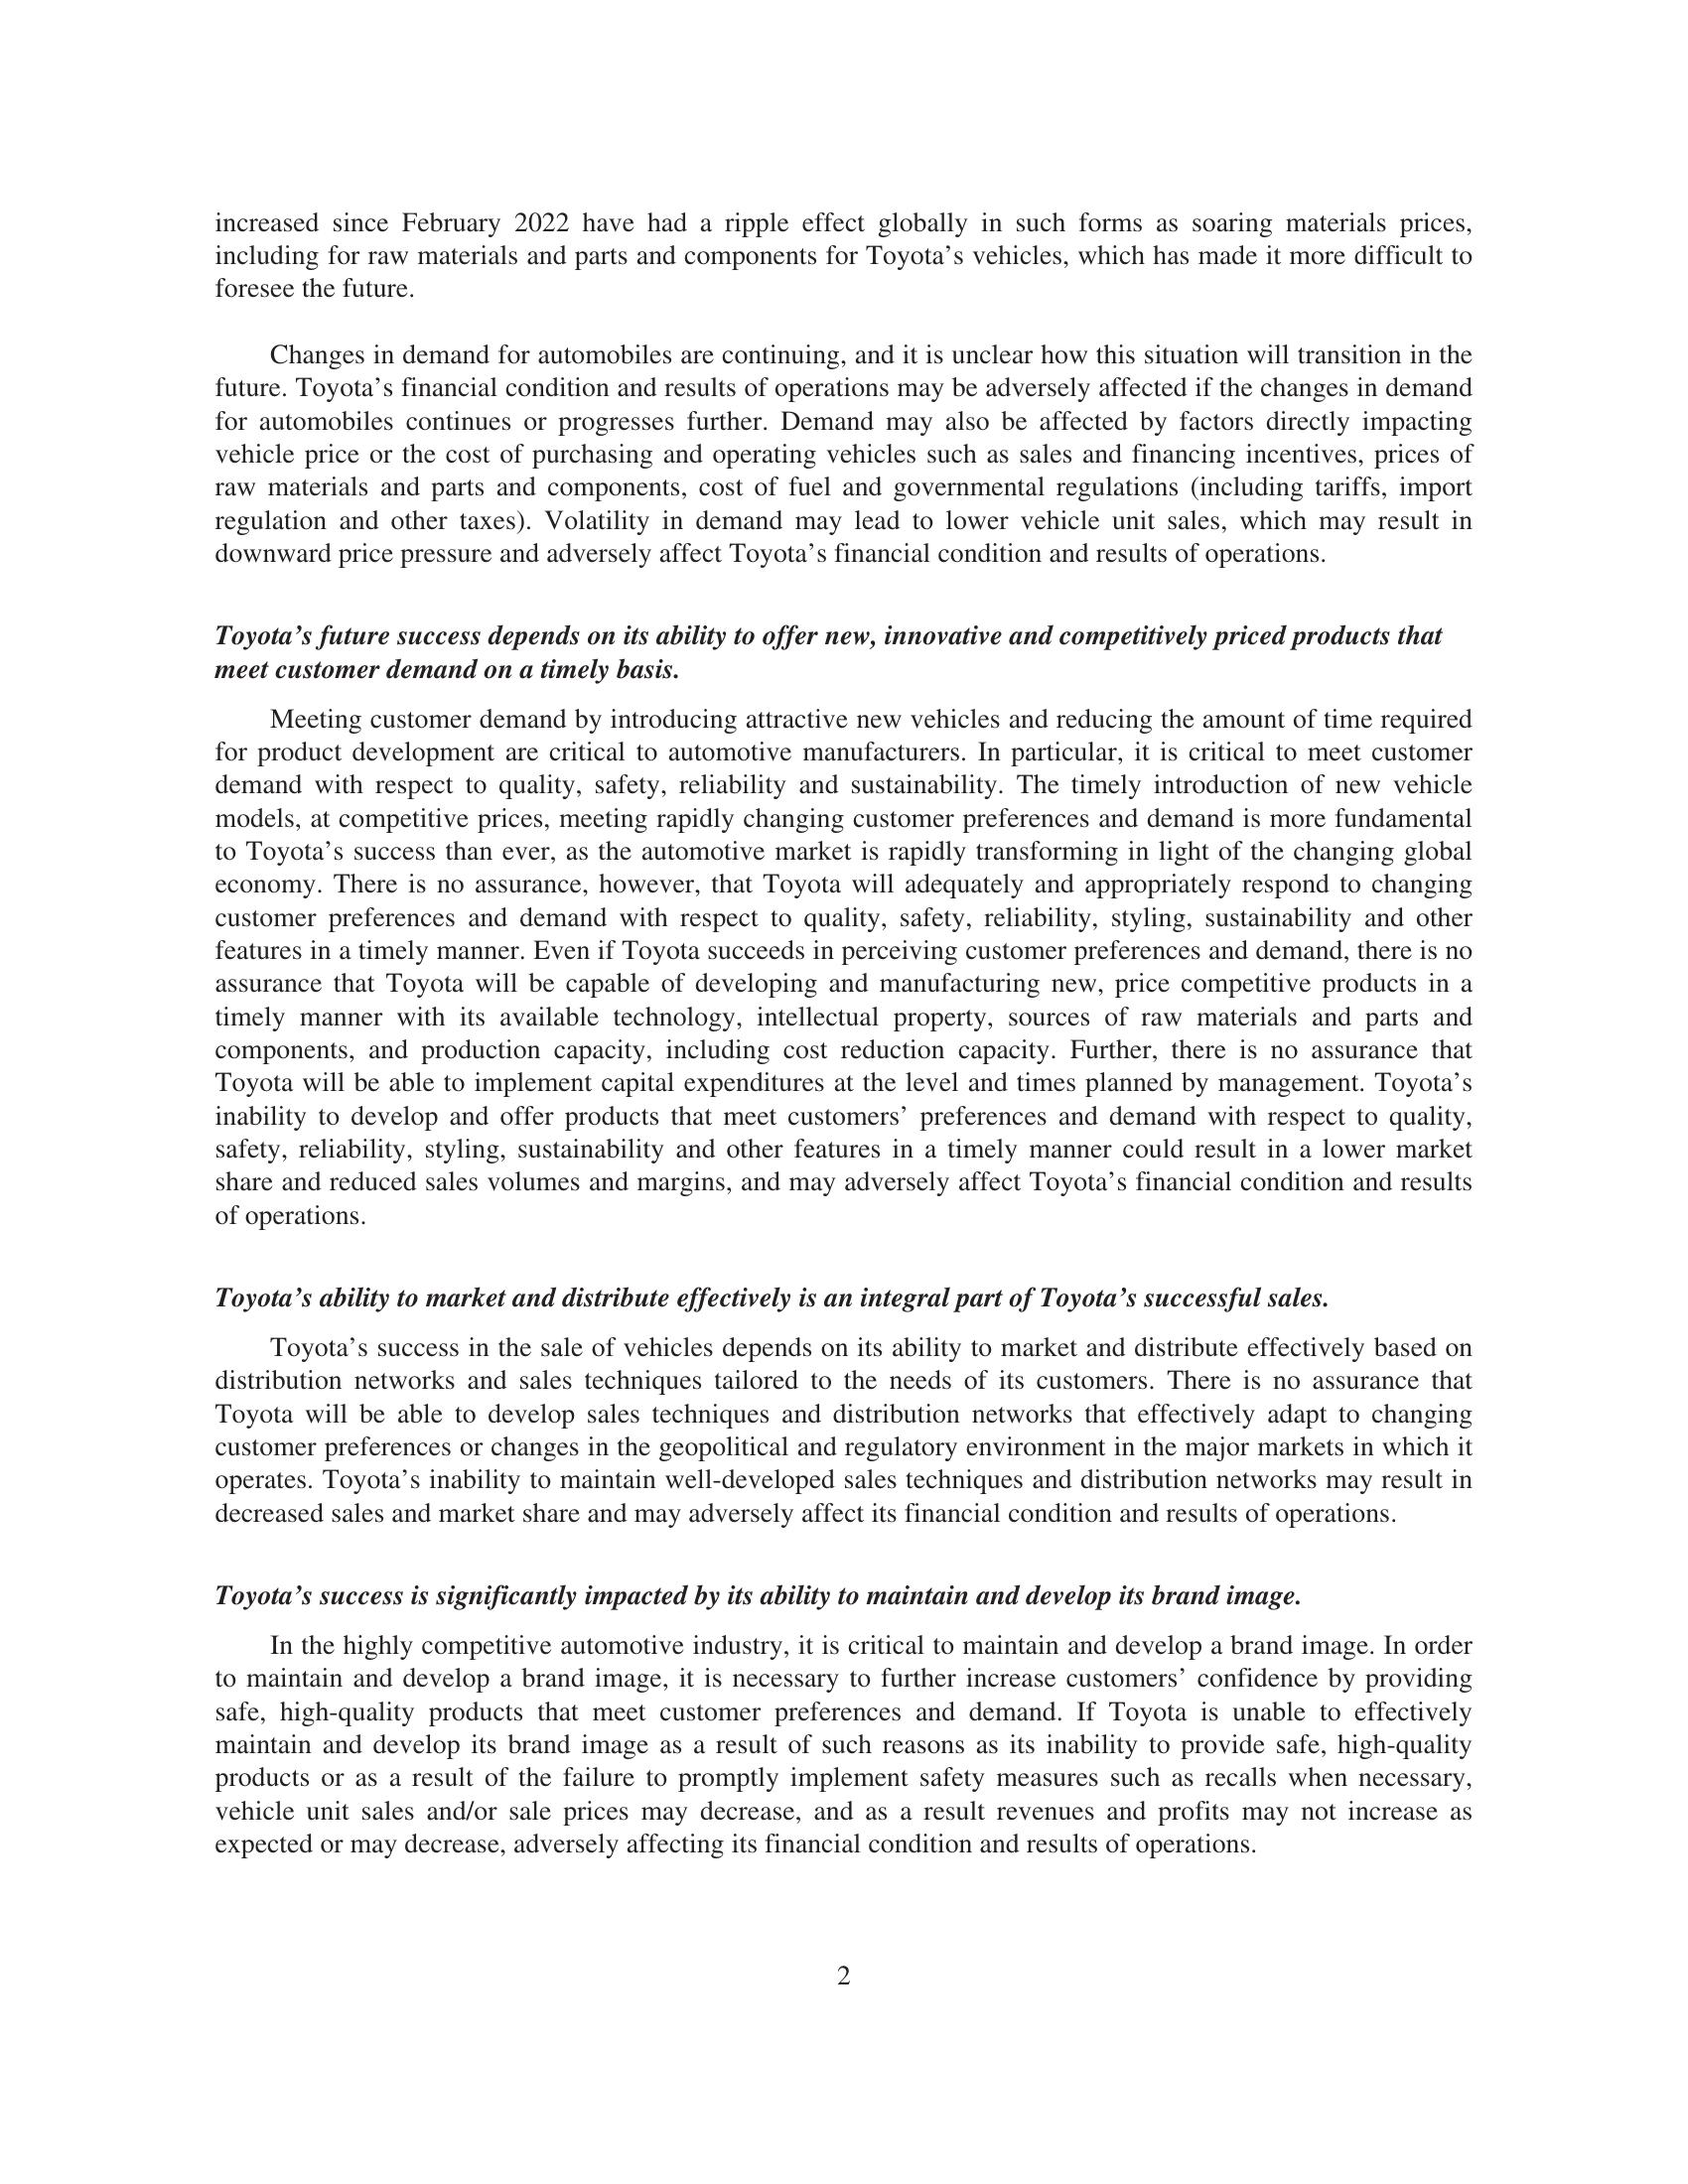 increased since February 2022 have had a ripple effect globally in such forms as soaring materials prices,
including for raw materials and parts and components for Toyota’s vehicles, which has made it more difficult to
foresee the future.
Changes in demand for automobiles are continuing, and it is unclear how this situation will transition in the
future. Toyota’s financial condition and results of operations may be adversely affected if the changes in demand
for automobiles continues or progresses further. Demand may also be affected by factors directly impacting
vehicle price or the cost of purchasing and operating vehicles such as sales and financing incentives, prices of
raw materials and parts and components, cost of fuel and governmental regulations (including tariffs, import
regulation and other taxes). Volatility in demand may lead to lower vehicle unit sales, which may result in
downward price pressure and adversely affect Toyota’s financial condition and results of operations.
Toyota’s future success depends on its ability to offer new, innovative and competitively priced products that
meet customer demand on a timely basis.
Meeting customer demand by introducing attractive new vehicles and reducing the amount of time required
for product development are critical to automotive manufacturers. In particular, it is critical to meet customer
demand with respect to quality, safety, reliability and sustainability. The timely introduction of new vehicle
models, at competitive prices, meeting rapidly changing customer preferences and demand is more fundamental
to Toyota’s success than ever, as the automotive market is rapidly transforming in light of the changing global
economy. There is no assurance, however, that Toyota will adequately and appropriately respond to changing
customer preferences and demand with respect to quality, safety, reliability, styling, sustainability and other
features in a timely manner. Even if Toyota succeeds in perceiving customer preferences and demand, there is no
assurance that Toyota will be capable of developing and manufacturing new, price competitive products in a
timely manner with its available technology, intellectual property, sources of raw materials and parts and
components, and production capacity, including cost reduction capacity. Further, there is no assurance that
Toyota will be able to implement capital expenditures at the level and times planned by management. Toyota’s
inability to develop and offer products that meet customers’ preferences and demand with respect to quality,
safety, reliability, styling, sustainability and other features in a timely manner could result in a lower market
share and reduced sales volumes and margins, and may adversely affect Toyota’s financial condition and results
of operations.
Toyota’s ability to market and distribute effectively is an integral part of Toyota’s successful sales.
Toyota’s success in the sale of vehicles depends on its ability to market and distribute effectively based on
distribution networks and sales techniques tailored to the needs of its customers. There is no assurance that
Toyota will be able to develop sales techniques and distribution networks that effectively adapt to changing
customer preferences or changes in the geopolitical and regulatory environment in the major markets in which it
operates. Toyota’s inability to maintain well-developed sales techniques and distribution networks may result in
decreased sales and market share and may adversely affect its financial condition and results of operations.
Toyota’s success is significantly impacted by its ability to maintain and develop its brand image.
In the highly competitive automotive industry, it is critical to maintain and develop a brand image. In order
to maintain and develop a brand image, it is necessary to further increase customers’ confidence by providing
safe, high-quality products that meet customer preferences and demand. If Toyota is unable to effectively
maintain and develop its brand image as a result of such reasons as its inability to provide safe, high-quality
products or as a result of the failure to promptly implement safety measures such as recalls when necessary,
vehicle unit sales and/or sale prices may decrease, and as a result revenues and profits may not increase as
expected or may decrease, adversely affecting its financial condition and results of operations.
2